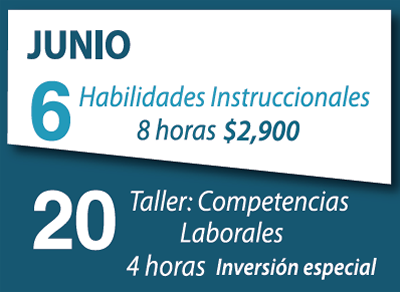 JUNIO
6 Habilidades Instruccionales
8 horas $2,900
20 Taller: Competencias
Laborales
4 horas Inversión especial